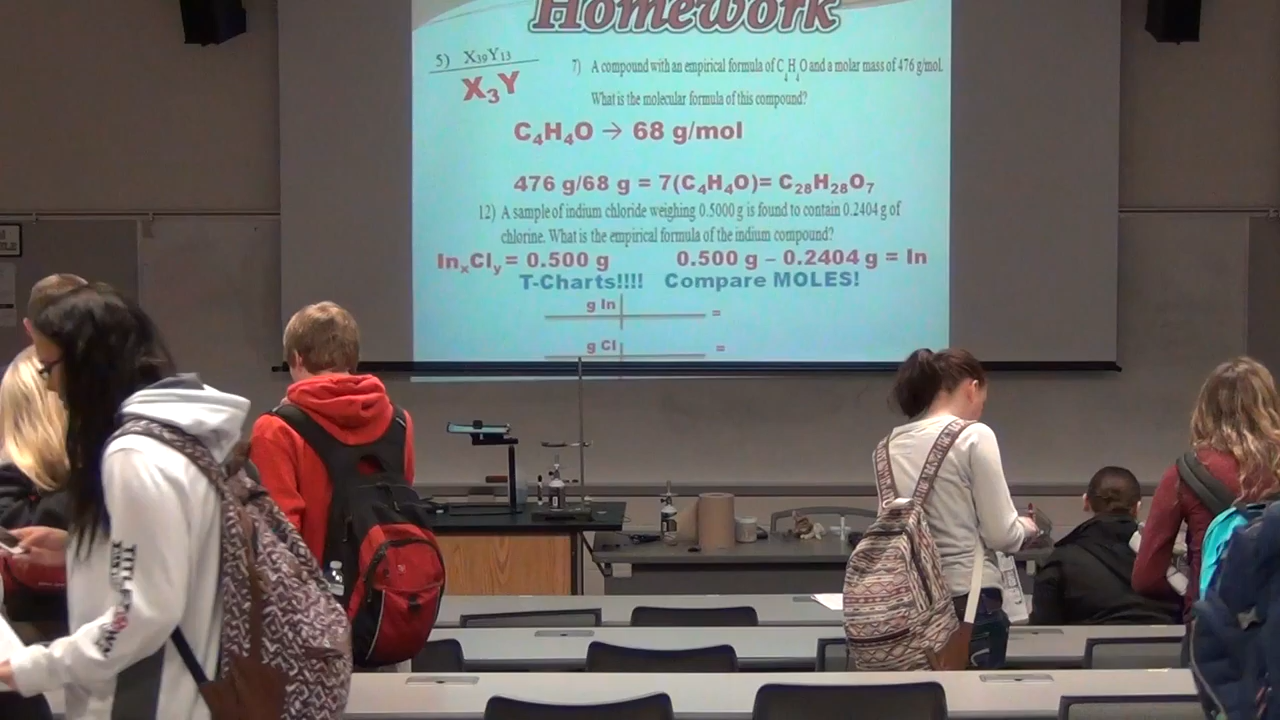 Homework
5) X₃₉Y₁₃
X₃Y
7) A compound with an empirical formula of C₄H₄O and a molar mass of 476 g/mol.
What is the molecular formula of this compound?
C₄H₄O → 68 g/mol
476 g/68 g = 7(C₄H₄O)= C₂₈H₂₈O₇
12) A sample of indium chloride weighing 0.5000 g is found to contain 0.2404 g of
chlorine. What is the empirical formula of the indium compound?
InₓClᵧ = 0.500 g 0.500 g – 0.2404 g = In
T-Charts!!!! Compare MOLES!
g In =
g Cl =